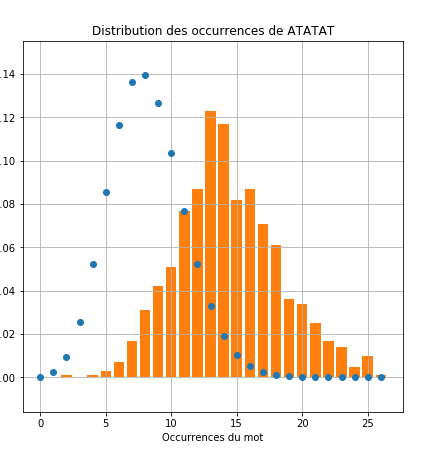 Distribution des occurrences de ATATAT
.14
.12
.10
.08
.06
.04
.02
.00
0 5 10 15 20 25
Occurrences du mot